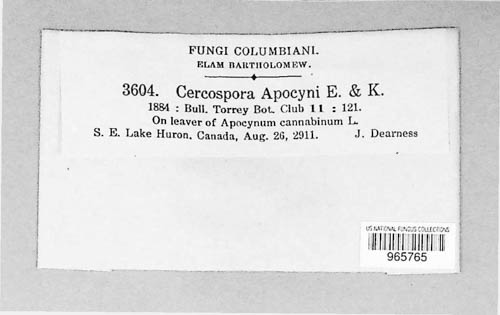 FUNGI COLUMBIANI.
ELAM BARTHOLOMEW.
3604. Cercospora Apocyni E. & K.
1884 : Bull. Torrey Bot. Club 11 : 121.
On leaver of Apocynum cannabinum L.
S. E. Lake Huron, Canada, Aug. 26, 2911. J. Dearness
US NATIONAL FUNGUS COLLECTIONS
965765